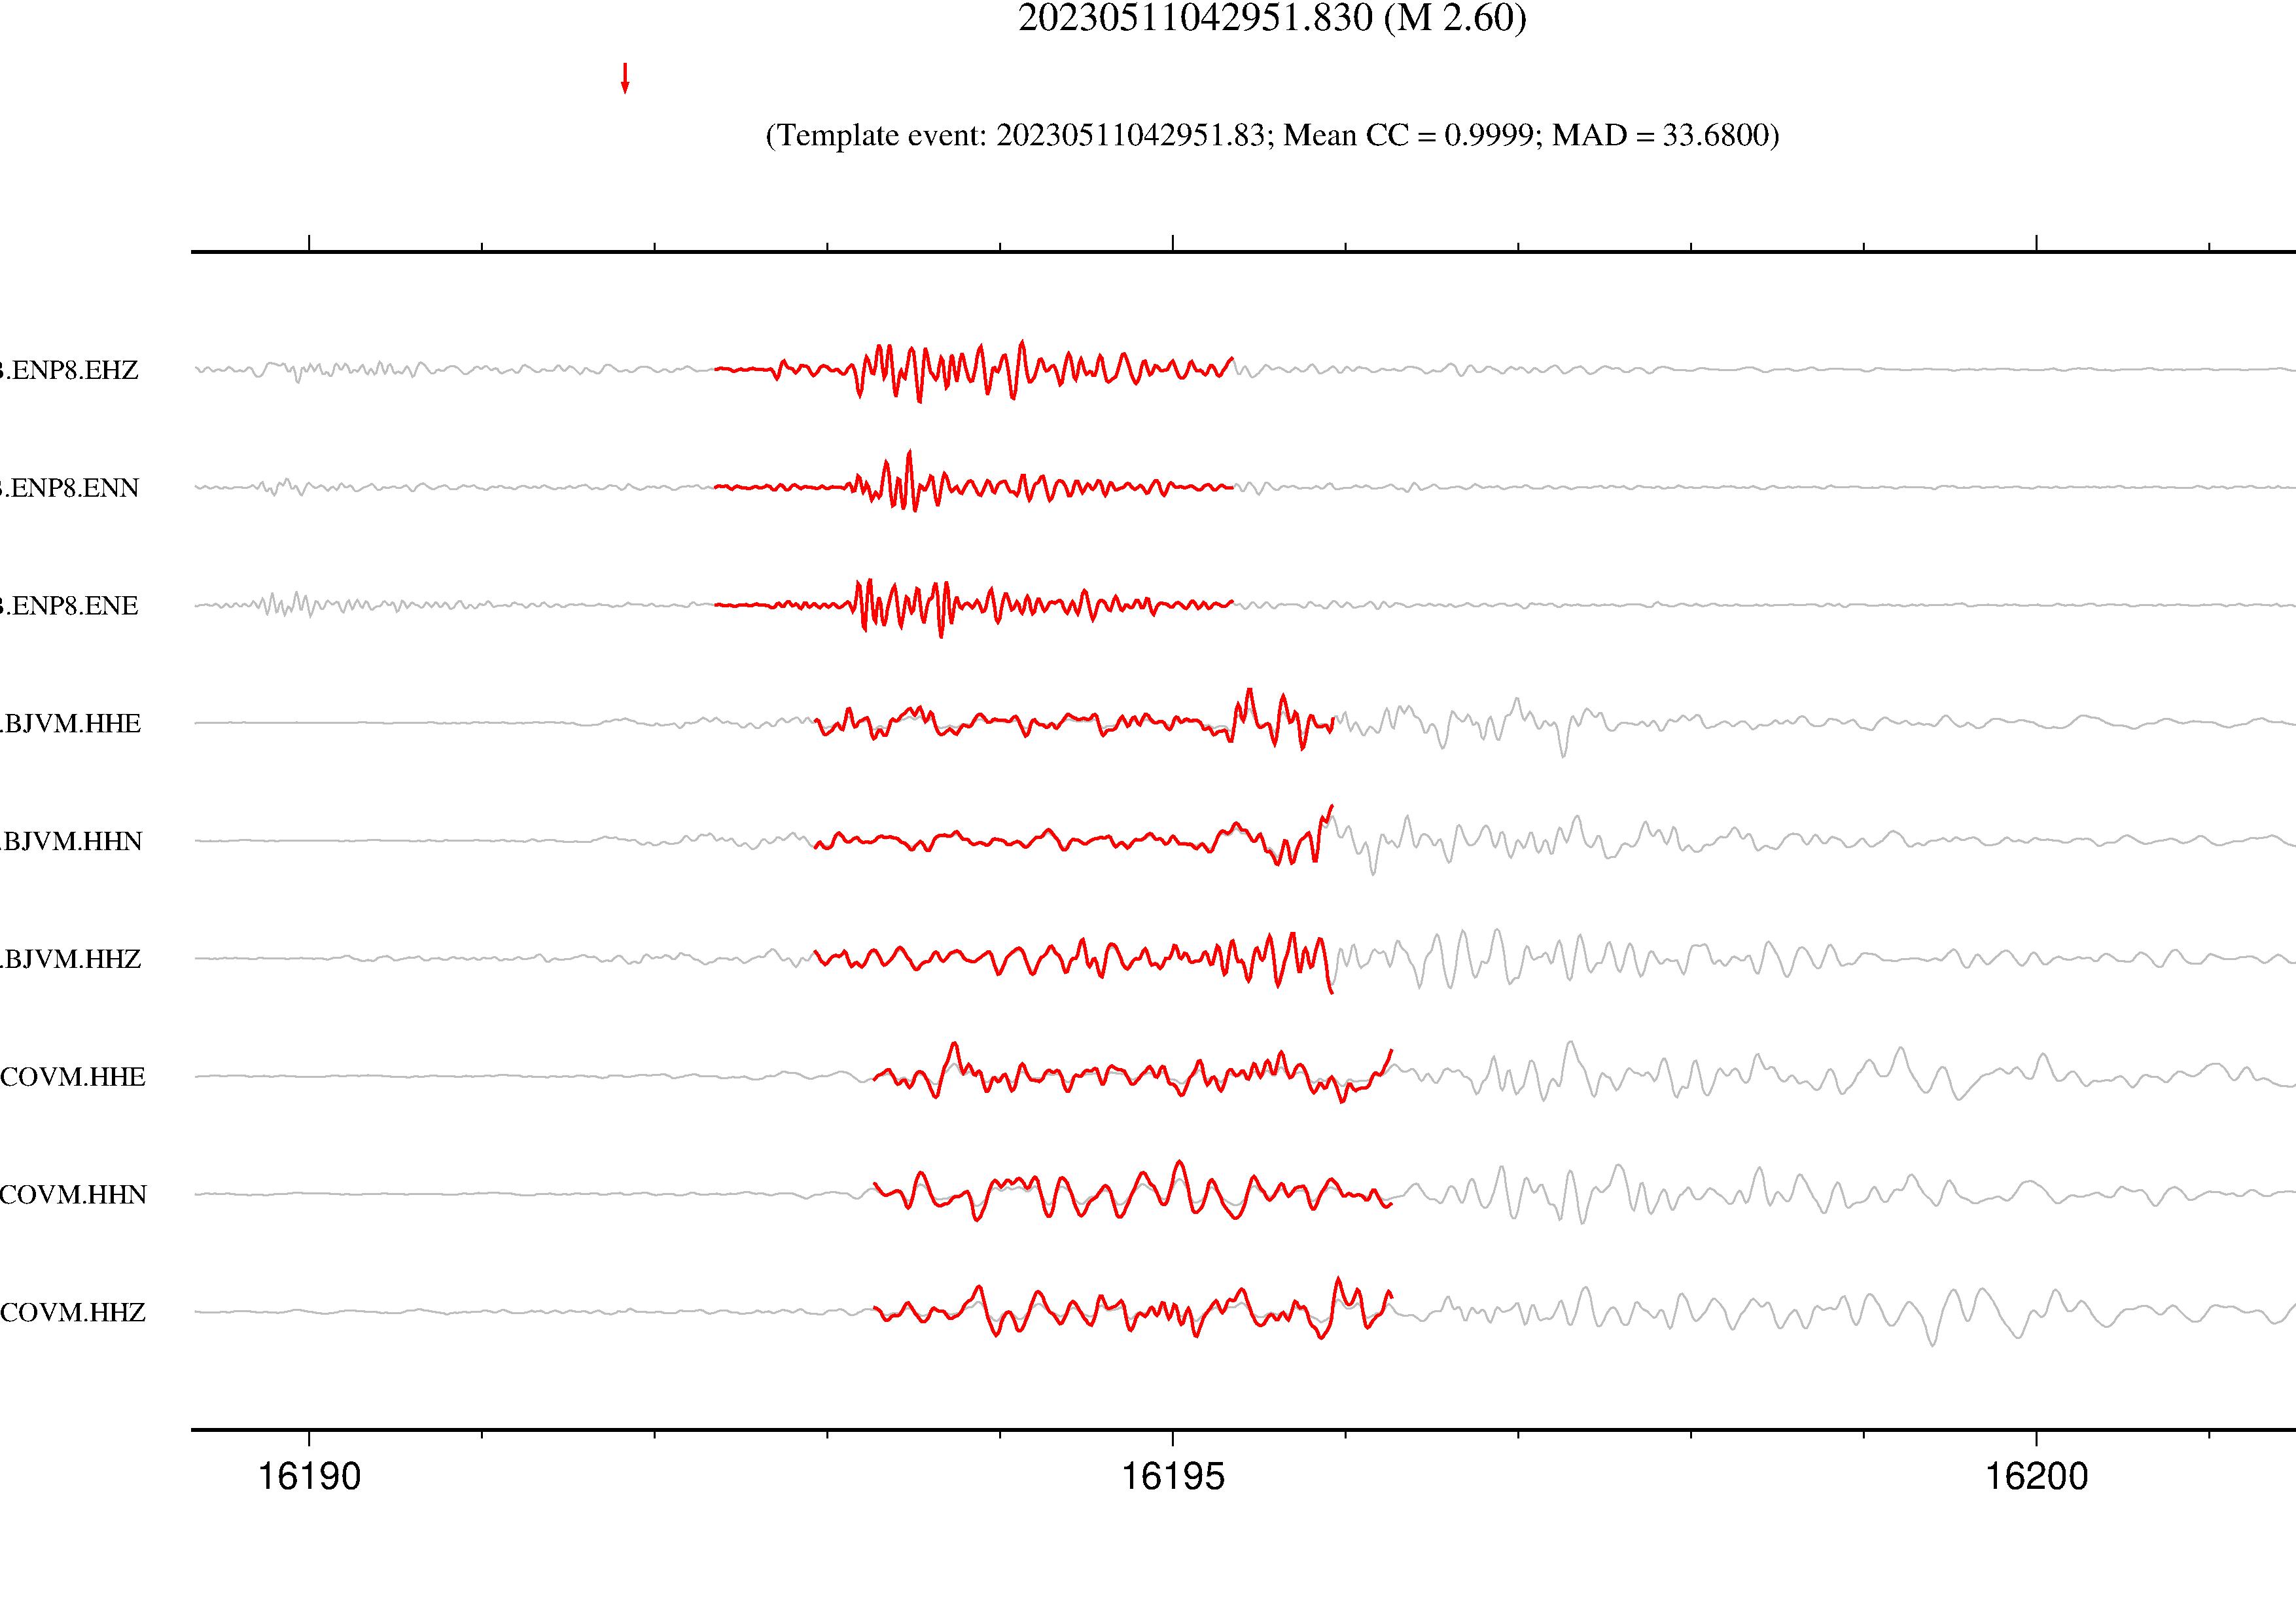 20230511042951.830 (M 2.60)
(Template event: 20230511042951.83; Mean CC = 0.9999; MAD = 33.6800)
.ENP8.EHZ
.ENP8.ENN
.ENP8.ENE
.BJVM.HHE
.BJVM.HHN
.BJVM.HHZ
COVM.HHE
COVM.HHN
COVM.HHZ
16190 16195 16200